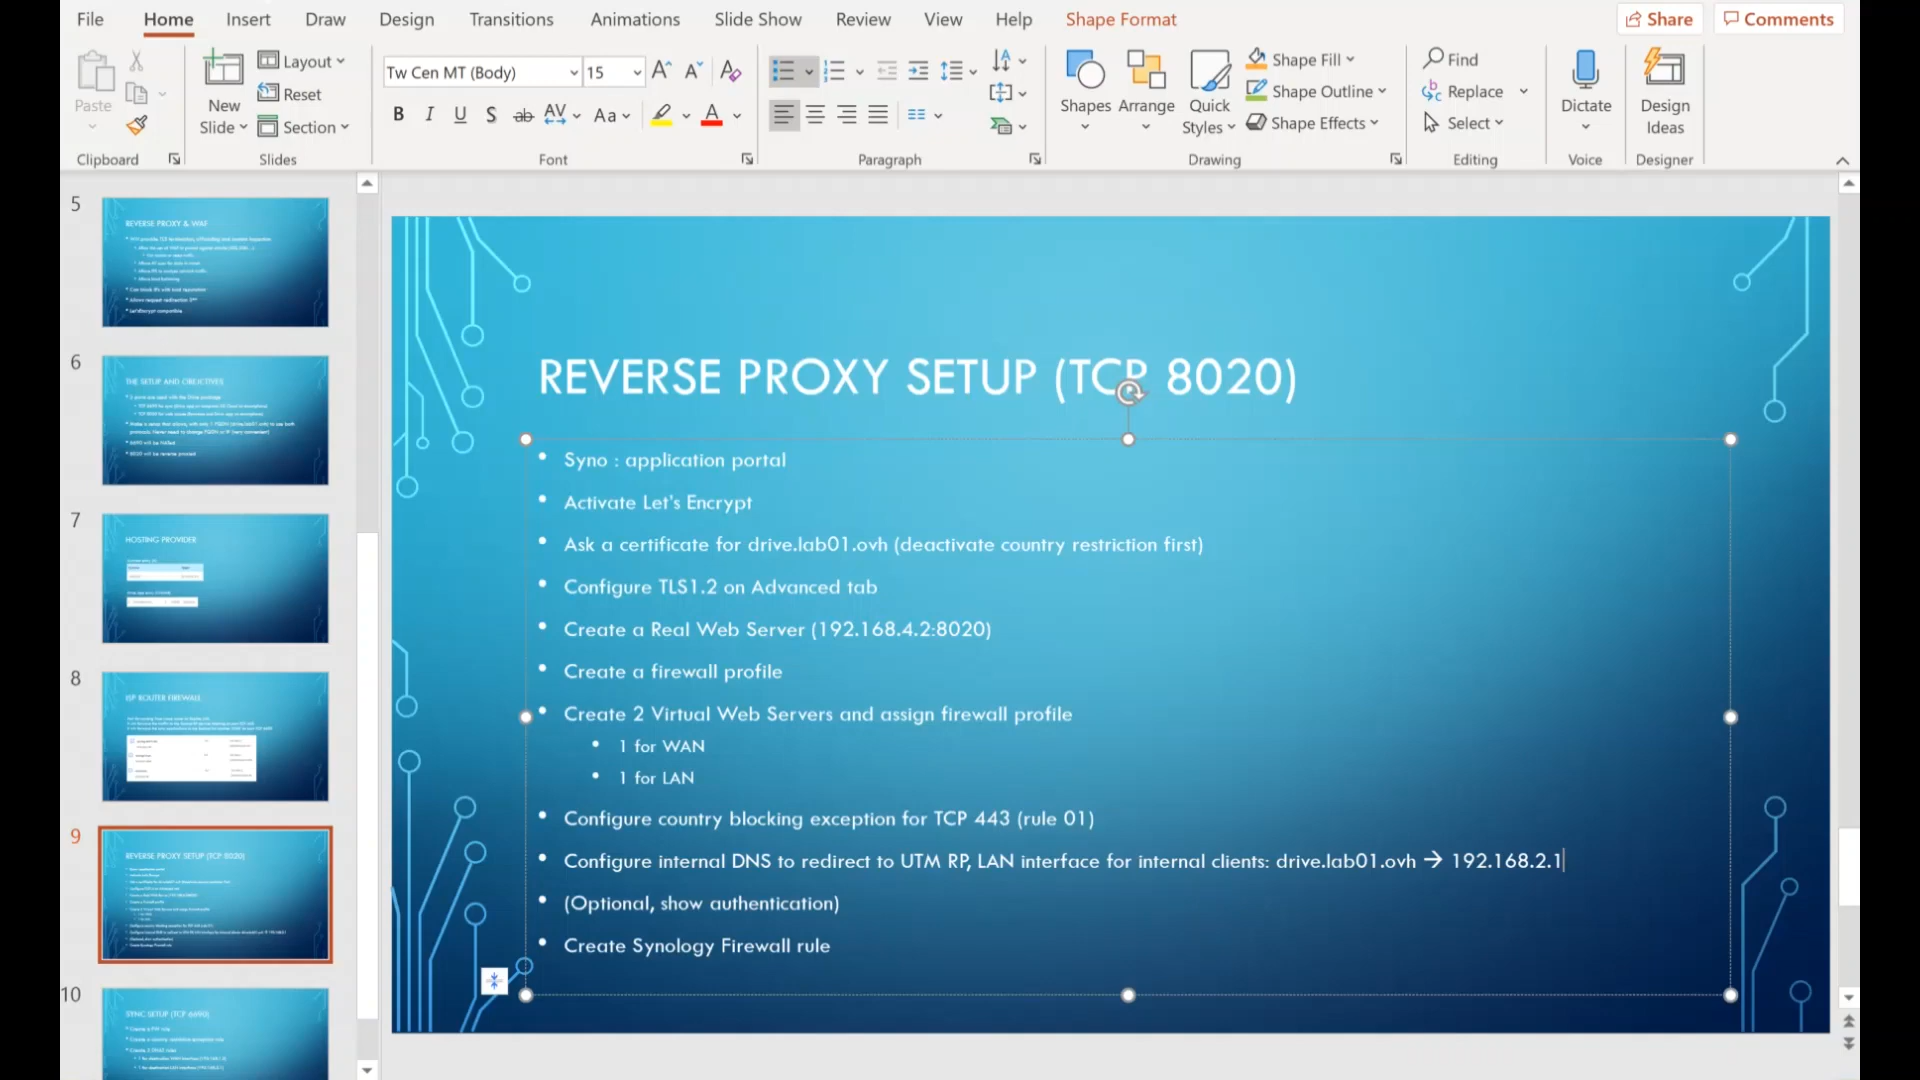 File Home Insert Draw Design Transitions Animations Slide Show Review View Help Shape Format Share Comments
Paste
New Slide
Layout
Reset
Section
Tw Cen MT (Body) 15
B I U S ab AV Aa A
Shapes Arrange Quick Styles
Shape Fill
Shape Outline
Shape Effects
Find
Replace
Select
Dictate
Design Ideas
Clipboard Slides Font Paragraph Drawing Editing Voice Designer
5
REVERSE PROXY & WAF
6
THE SETUP AND OBJECTIVES
7
HOSTING PROVIDER
8
ISP ROUTER FIREWALL
9
REVERSE PROXY SETUP (TCP 8020)
10
SYNC SETUP (TCP 6690)
REVERSE PROXY SETUP (TCP 8020)
• Syno : application portal
• Activate Let's Encrypt
• Ask a certificate for drive.lab01.ovh (deactivate country restriction first)
• Configure TLS1.2 on Advanced tab
• Create a Real Web Server (192.168.4.2:8020)
• Create a firewall profile
• Create 2 Virtual Web Servers and assign firewall profile
• 1 for WAN
• 1 for LAN
• Configure country blocking exception for TCP 443 (rule 01)
• Configure internal DNS to redirect to UTM RP, LAN interface for internal clients: drive.lab01.ovh → 192.168.2.1
• (Optional, show authentication)
• Create Synology Firewall rule